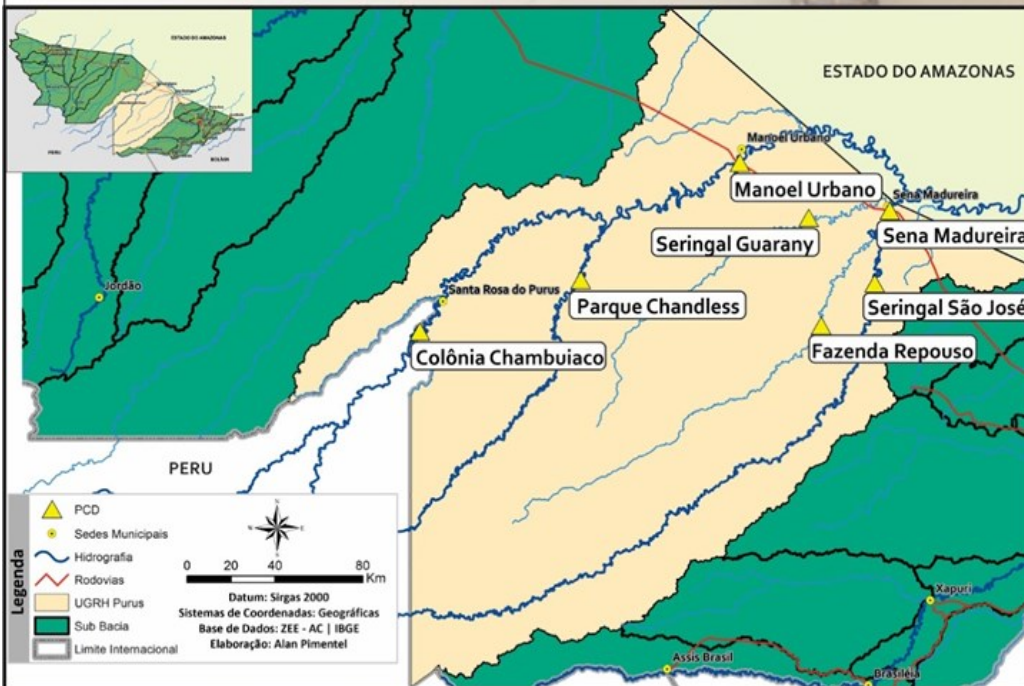 ESTADO DO AMAZONAS
PERU
BOLÍVIA
ESTADO DO AMAZONAS
Manoel Urbano
Manoel Urbano
Sena Madureira
Sena Madureira
Seringal Guarany
Jordão
Santa Rosa do Purus
Parque Chandless
Seringal São José
Colônia Chambuiaco
Fazenda Repouso
PERU
Legenda
PCD
Sedes Municipais
Hidrografia
Rodovias
UGRH Purus
Sub Bacia
Limite Internacional
N
0 20 40 80
Km
Datum: Sirgas 2000
Sistemas de Coordenadas: Geográficas
Base de Dados: ZEE - AC | IBGE
Elaboração: Alan Pimentel
Xapuri
Assis Brasil
Brasiléia